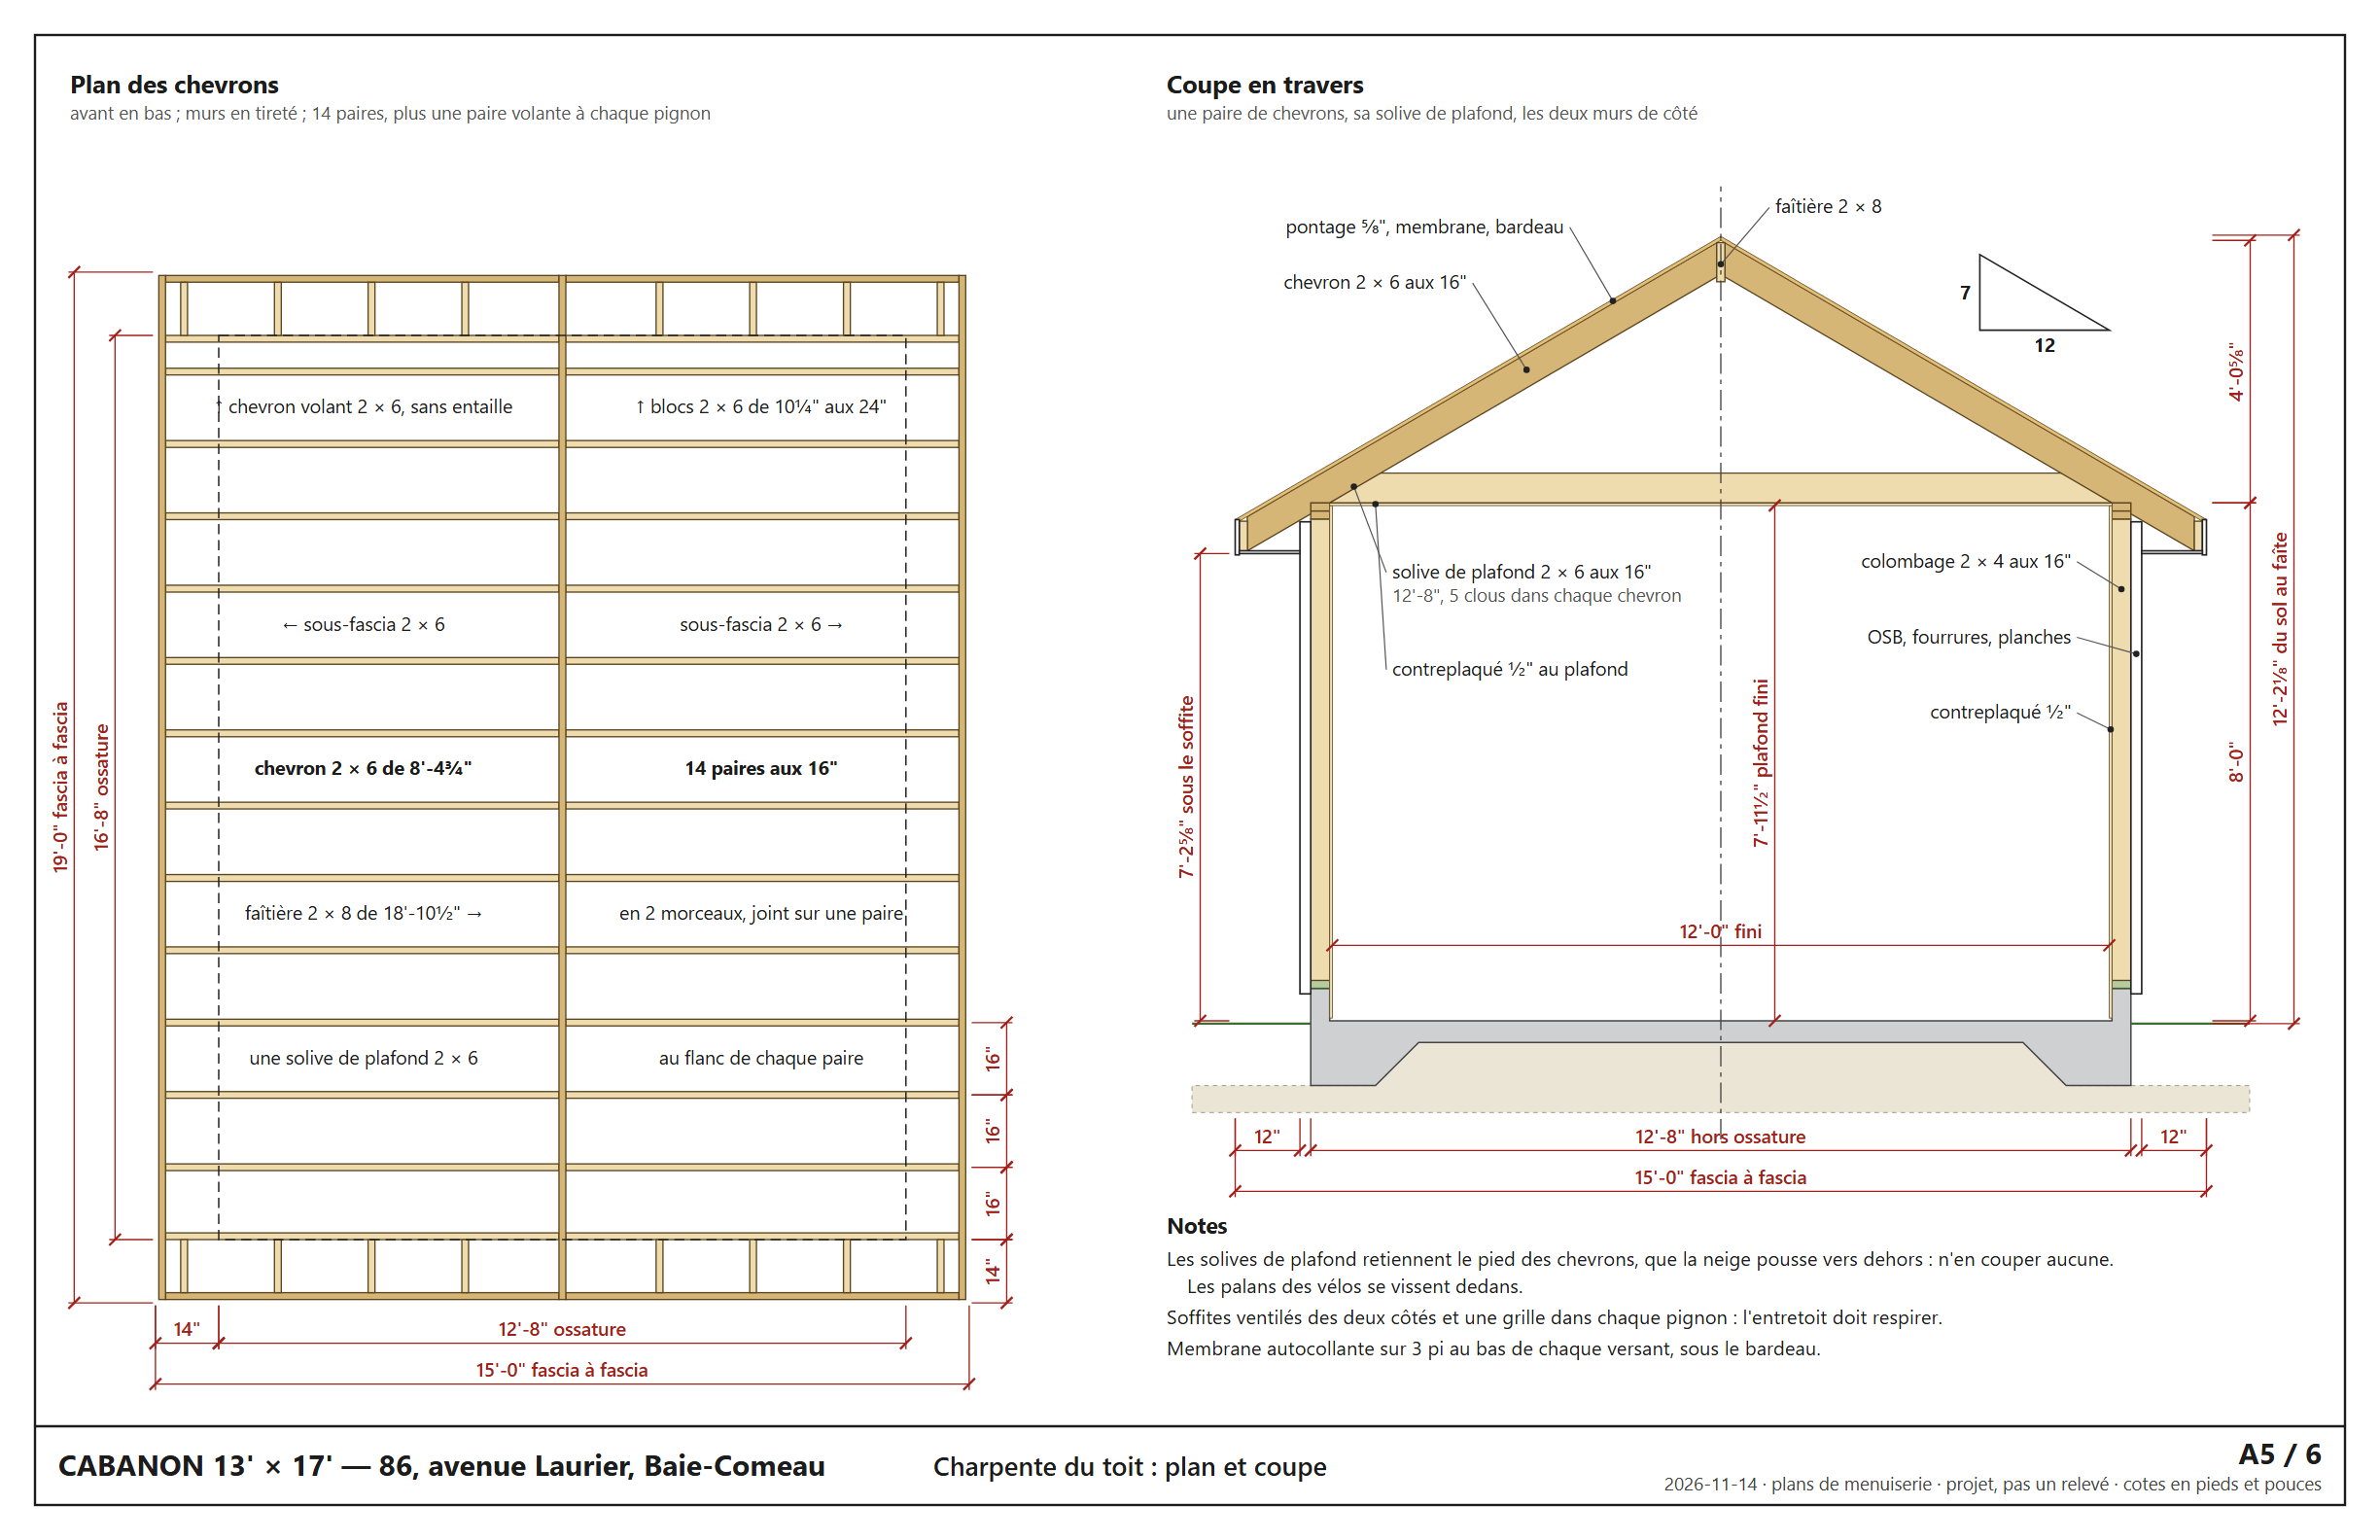 Plan des chevrons
avant en bas ; murs en tireté ; 14 paires, plus une paire volante à chaque pignon
↑ chevron volant 2 × 6, sans entaille
↑ blocs 2 × 6 de 10¼" aux 24"
← sous-fascia 2 × 6
sous-fascia 2 × 6 →
chevron 2 × 6 de 8'-4¾"
14 paires aux 16"
faîtière 2 × 8 de 18'-10½" →
en 2 morceaux, joint sur une paire
une solive de plafond 2 × 6
au flanc de chaque paire
19'-0" fascia à fascia
16'-8" ossature
16"
16"
16"
14"
14"
12'-8" ossature
15'-0" fascia à fascia
Coupe en travers
une paire de chevrons, sa solive de plafond, les deux murs de côté
faîtière 2 × 8
pontage ⅝", membrane, bardeau
chevron 2 × 6 aux 16"
7
12
4'-0⅝"
solive de plafond 2 × 6 aux 16"
12'-8", 5 clous dans chaque chevron
contreplaqué ½" au plafond
colombage 2 × 4 aux 16"
OSB, fourrures, planches
contreplaqué ½"
7'-2⅝" sous le soffite
7'-11½" plafond fini
12'-2⅛" du sol au faîte
8'-0"
12'-0" fini
12"
12'-8" hors ossature
12"
15'-0" fascia à fascia
Notes
Les solives de plafond retiennent le pied des chevrons, que la neige pousse vers dehors : n'en couper aucune.
Les palans des vélos se vissent dedans.
Soffites ventilés des deux côtés et une grille dans chaque pignon : l'entretoit doit respirer.
Membrane autocollante sur 3 pi au bas de chaque versant, sous le bardeau.
CABANON 13' × 17' — 86, avenue Laurier, Baie-Comeau
Charpente du toit : plan et coupe
A5 / 6
2026-11-14 · plans de menuiserie · projet, pas un relevé · cotes en pieds et pouces